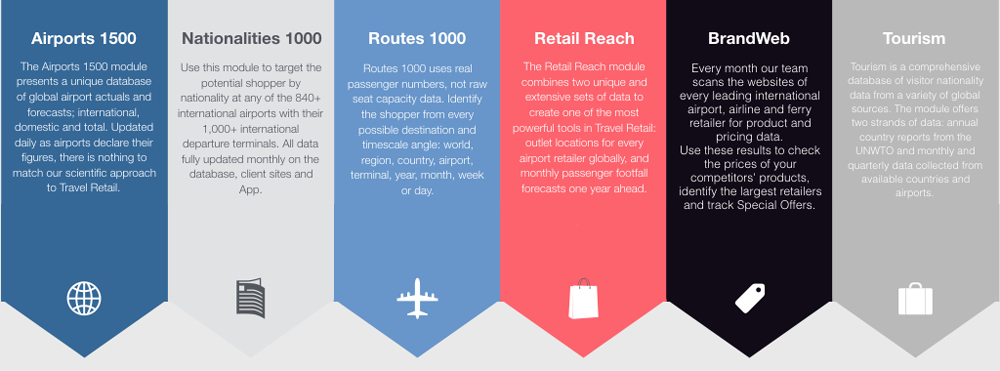 Airports 1500
The Airports 1500 module
presents a unique database
of global airport actuals and
forecasts; international,
domestic and total. Updated
daily as airports declare their
figures, there is nothing to
match our scientific approach
to Travel Retail.
Nationalities 1000
Use this module to target the
potential shopper by
nationality at any of the 840+
international airports with their
1,000+ international
departure terminals. All data
fully updated monthly on the
database, client sites and
App.
Routes 1000
Routes 1000 uses real
passenger numbers, not raw
seat capacity data. Identify
the shopper from every
possible destination and
timescale angle: world,
region, country, airport,
terminal, year, month, week
or day.
Retail Reach
The Retail Reach module
combines two unique and
extensive sets of data to
create one of the most
powerful tools in Travel Retail:
outlet locations for every
airport retailer globally, and
monthly passenger footfall
forecasts one year ahead.
BrandWeb
Every month our team
scans the websites of
every leading international
airport, airline and ferry
retailer for product and
pricing data.
Use these results to check
the prices of your
competitors' products,
identify the largest retailers
and track Special Offers.
Tourism
Tourism is a comprehensive
database of visitor nationality
data from a variety of global
sources. The module offers
two strands of data: annual
country reports from the
UNWTO and monthly and
quarterly data collected from
available countries and
airports.